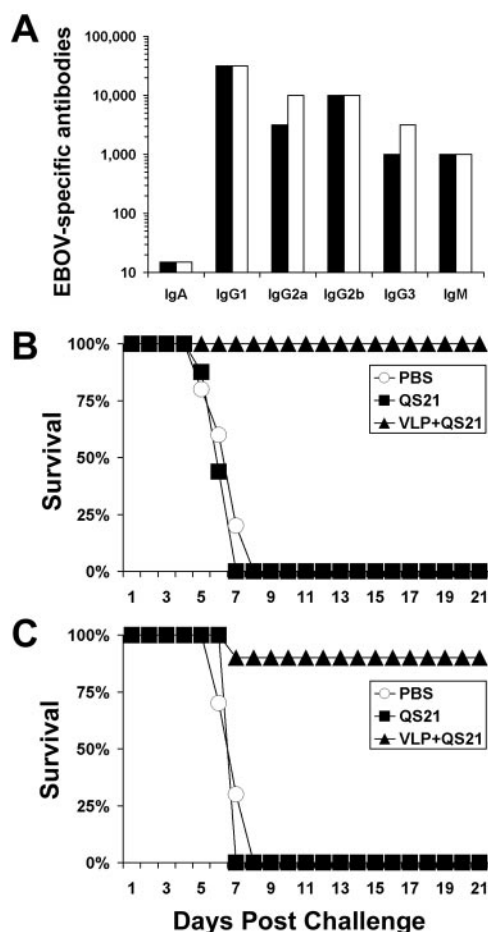 A
EBOV-specific antibodies
100,000
10,000
1,000
100
10
IgA IgG1 IgG2a IgG2b IgG3 IgM
B
Survival
100%
75%
50%
25%
0%
PBS
QS21
VLP+QS21
1 3 5 7 9 11 13 15 17 19 21
C
Survival
100%
75%
50%
25%
0%
PBS
QS21
VLP+QS21
1 3 5 7 9 11 13 15 17 19 21
Days Post Challenge